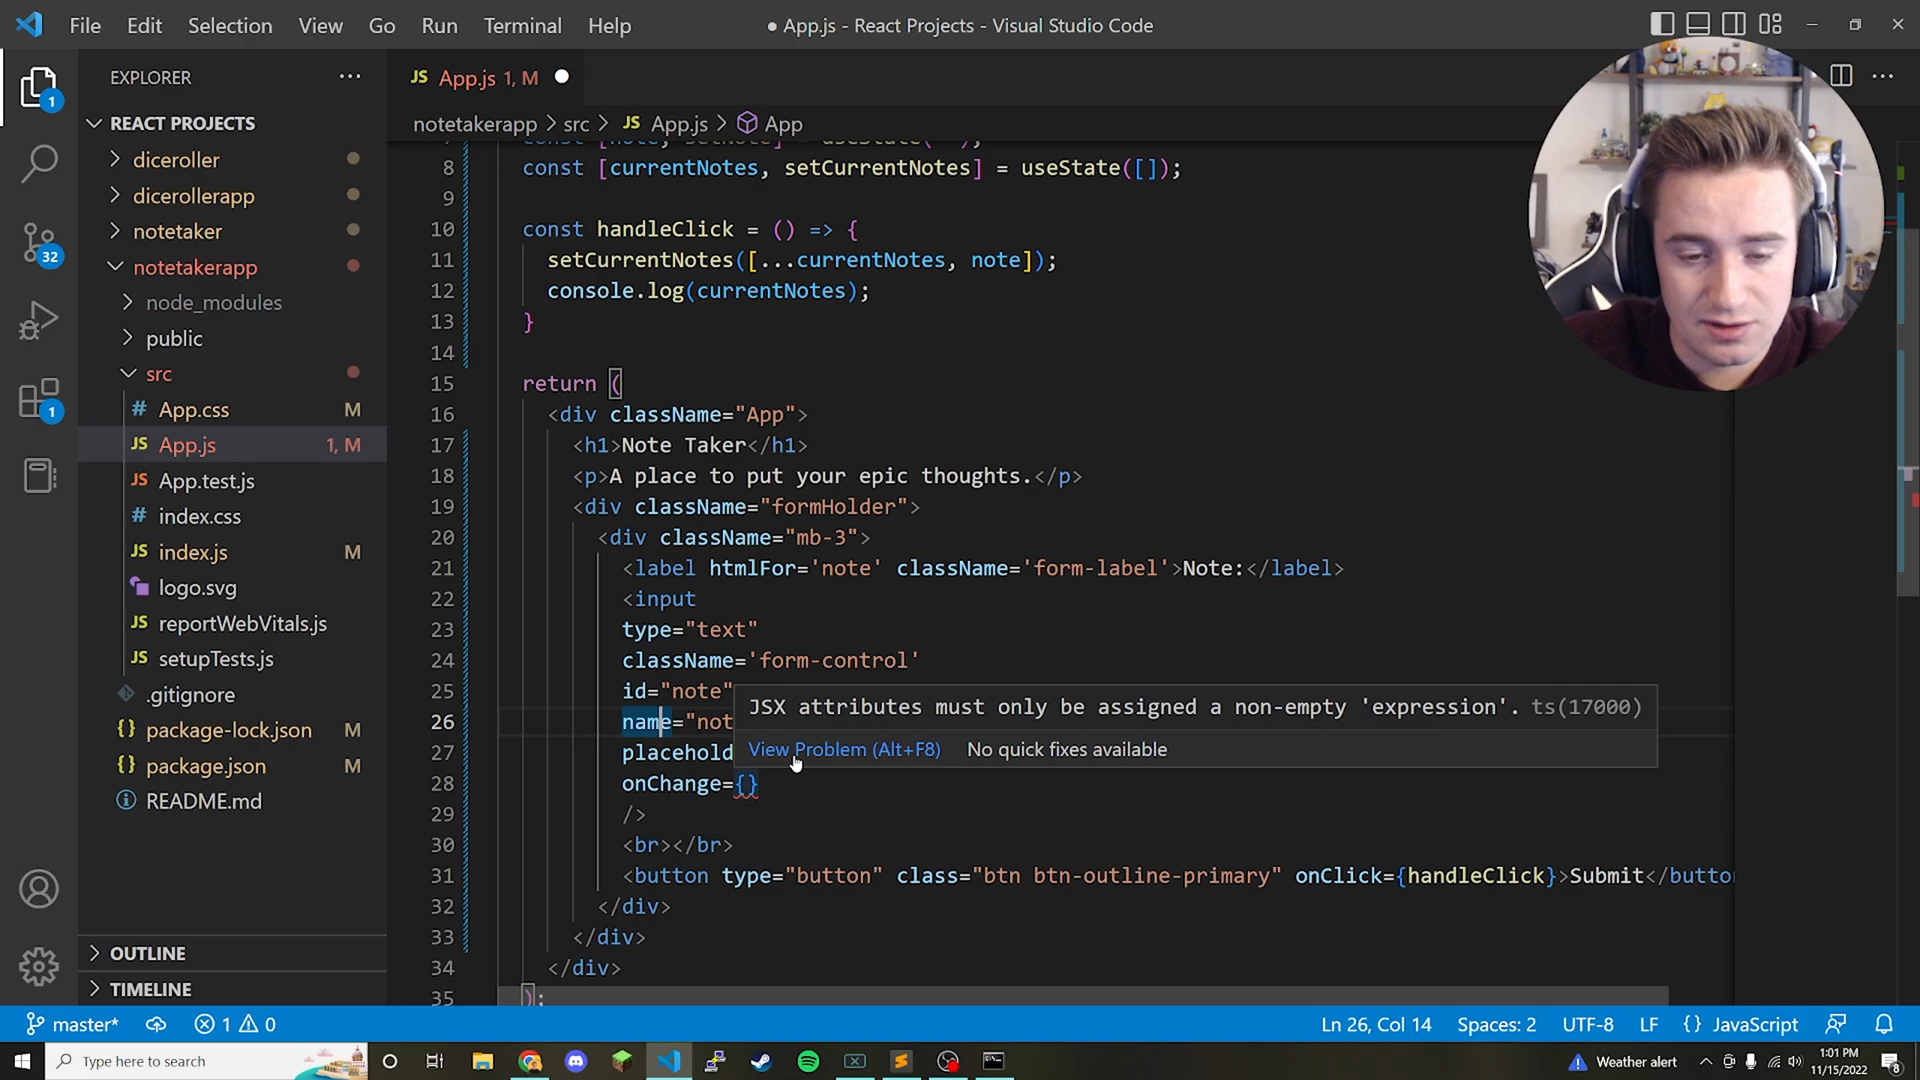 File Edit View Go Run Terminal Help
● App.js - React Projects - Visual Studio Code
EXPLORER
JS App.js 1, M
REACT PROJECTS
notetakerapp > src > JS App.js > App
diceroller
dicerollerapp
notetaker
notetakerapp
node_modules
public
src
# App.css M
JS App.js 1, M
JS App.test.js
# index.css
JS index.js M
logo.svg
JS reportWebVitals.js
JS setupTests.js
.gitignore
{} package-lock.json M
{} package.json M
README.md
OUTLINE
TIMELINE
1
32
1
8 const [currentNotes, setCurrentNotes] = useState([]);
9
10 const handleClick = () => {
11 setCurrentNotes([...currentNotes, note]);
12 console.log(currentNotes);
13 }
14
15 return (
16 <div className="App">
17 <h1>Note Taker</h1>
18 <p>A place to put your epic thoughts.</p>
19 <div className="formHolder">
20 <div className="mb-3">
21 <label htmlFor='note' className='form-label'>Note:</label>
22 <input
23 type="text"
24 className='form-control'
25 id="note"
26 name="not
27 placehold
28 onChange={}
29 />
30 <br></br>
31 <button type="button" class="btn btn-outline-primary" onClick={handleClick}>Submit</butto
32 </div>
33 </div>
34 </div>
35 );
JSX attributes must only be assigned a non-empty 'expression'. ts(17000)
View Problem (Alt+F8) No quick fixes available
master* 1 0
Ln 26, Col 14 Spaces: 2 UTF-8 LF {} JavaScript
Type here to search
Weather alert
1:01 PM
11/15/2022
8